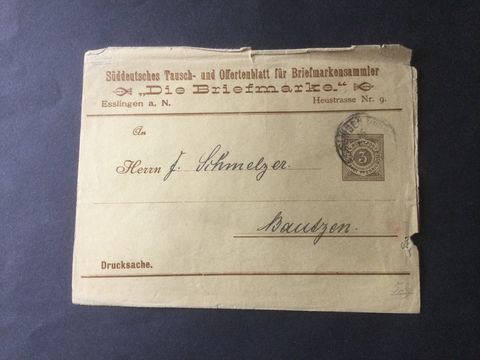 Süddeutsches Tausch- und Offertenblatt für Briefmarkensammler
„Die Briefmarke."
Esslingen a. N. Heustrasse Nr. 9.
An
3
Herrn J. Schmelzer.
Bautzen.
Drucksache.